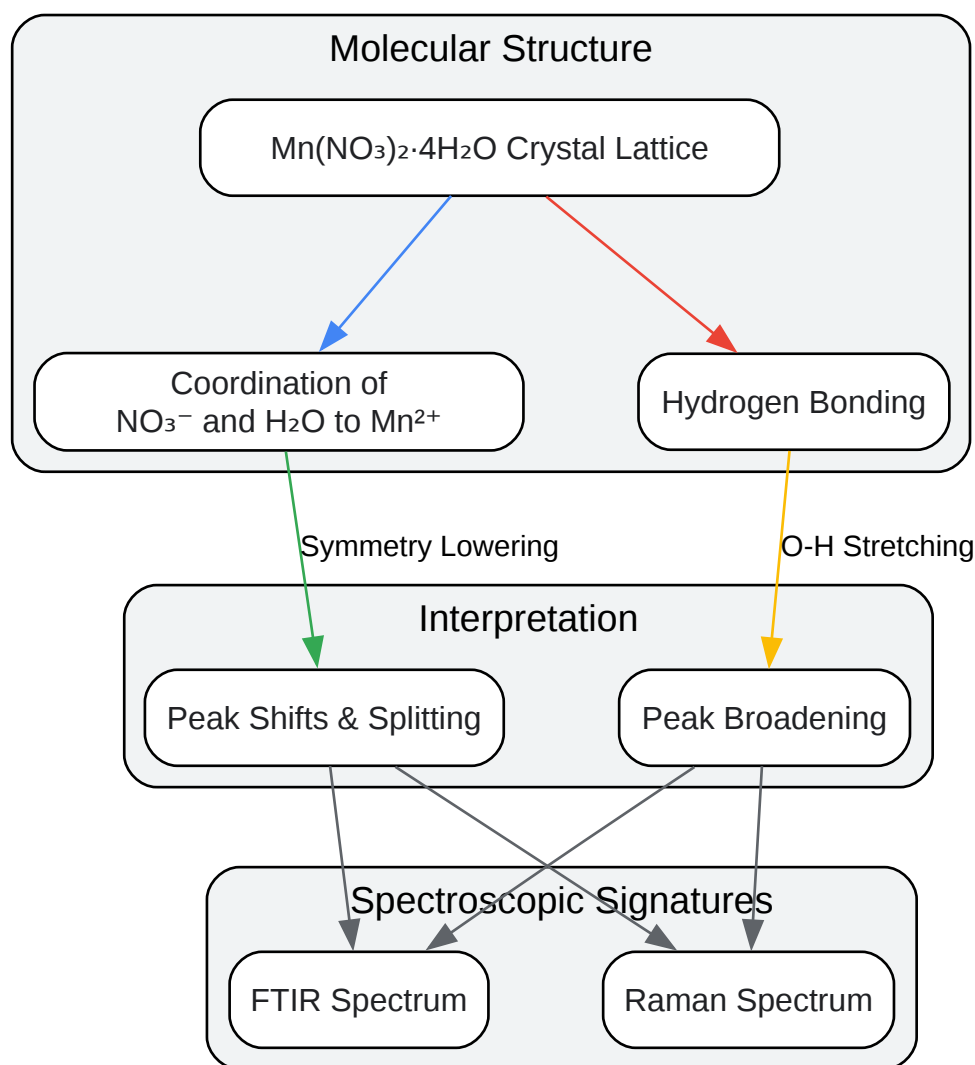 Molecular Structure
Mn(NO₃)₂·4H₂O Crystal Lattice
Coordination of
NO₃⁻ and H₂O to Mn²⁺
Hydrogen Bonding
Symmetry Lowering
O-H Stretching
Interpretation
Peak Shifts & Splitting
Peak Broadening
Spectroscopic Signatures
FTIR Spectrum
Raman Spectrum